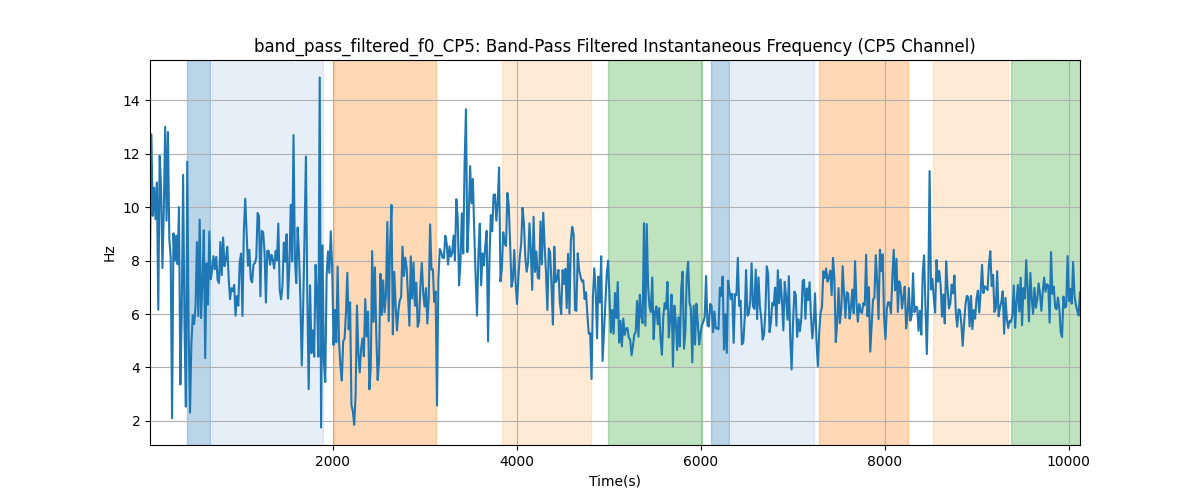 band_pass_filtered_f0_CP5: Band-Pass Filtered Instantaneous Frequency (CP5 Channel)
14
12
10
8
6
4
2
Hz
2000 4000 6000 8000 10000
Time(s)